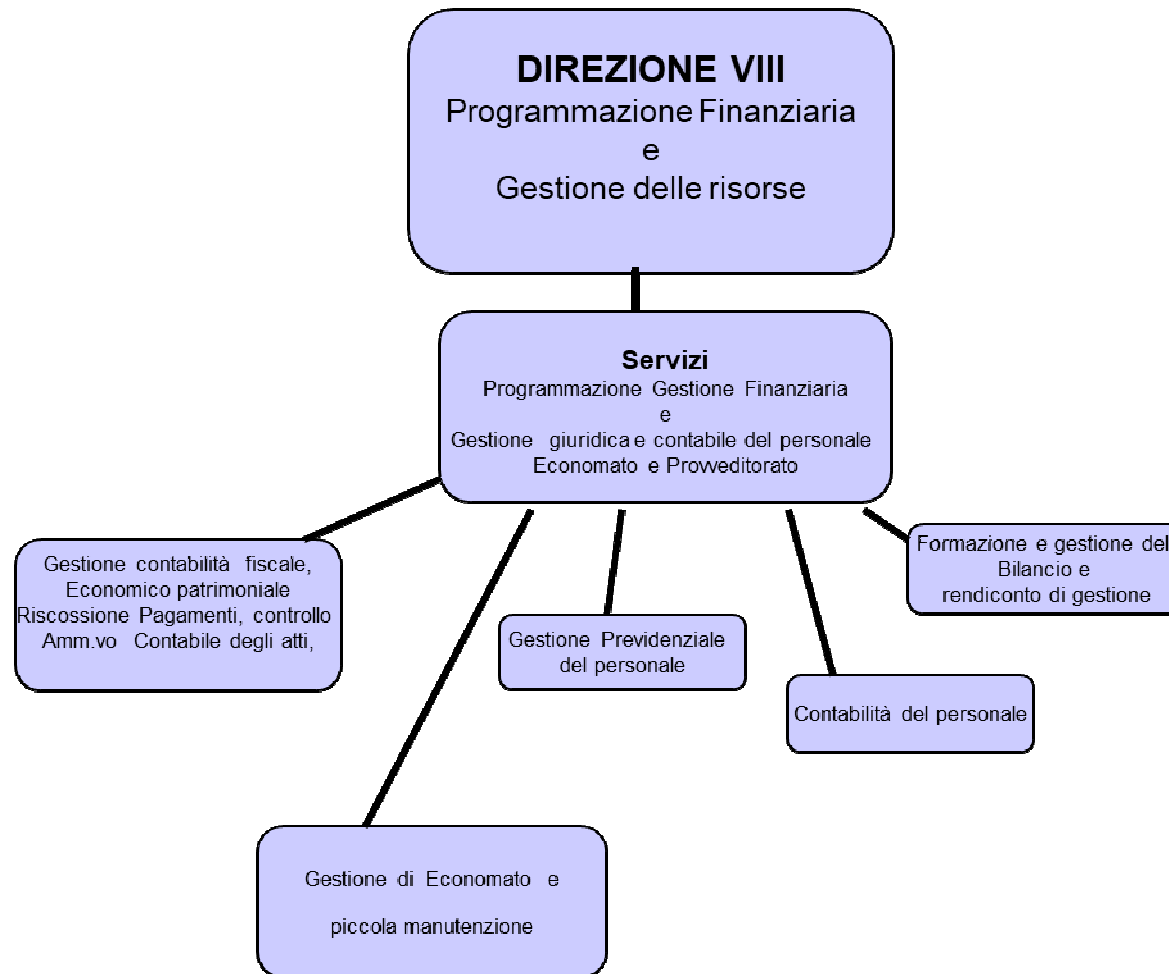 DIREZIONE VIII
Programmazione Finanziaria
e
Gestione delle risorse
Servizi
Programmazione Gestione Finanziaria
e
Gestione giuridica e contabile del personale
Economato e Provveditorato
Gestione contabilità fiscale,
Economico patrimoniale
Riscossione Pagamenti, controllo
Amm.vo Contabile degli atti,
Formazione e gestione del
Bilancio e
rendiconto di gestione
Gestione Previdenziale
del personale
Contabilità del personale
Gestione di Economato e
piccola manutenzione